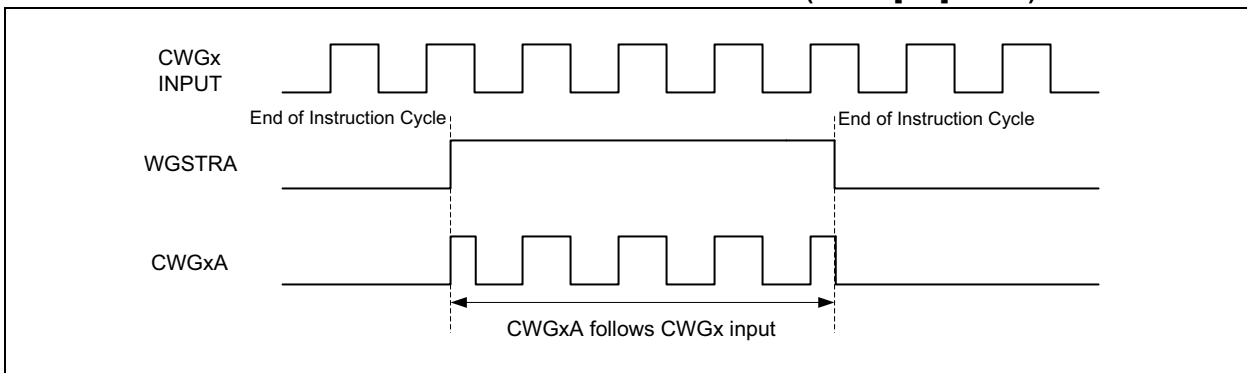 CWGx
INPUT
End of Instruction Cycle
End of Instruction Cycle
WGSTRA
CWGxA
CWGxA follows CWGx input